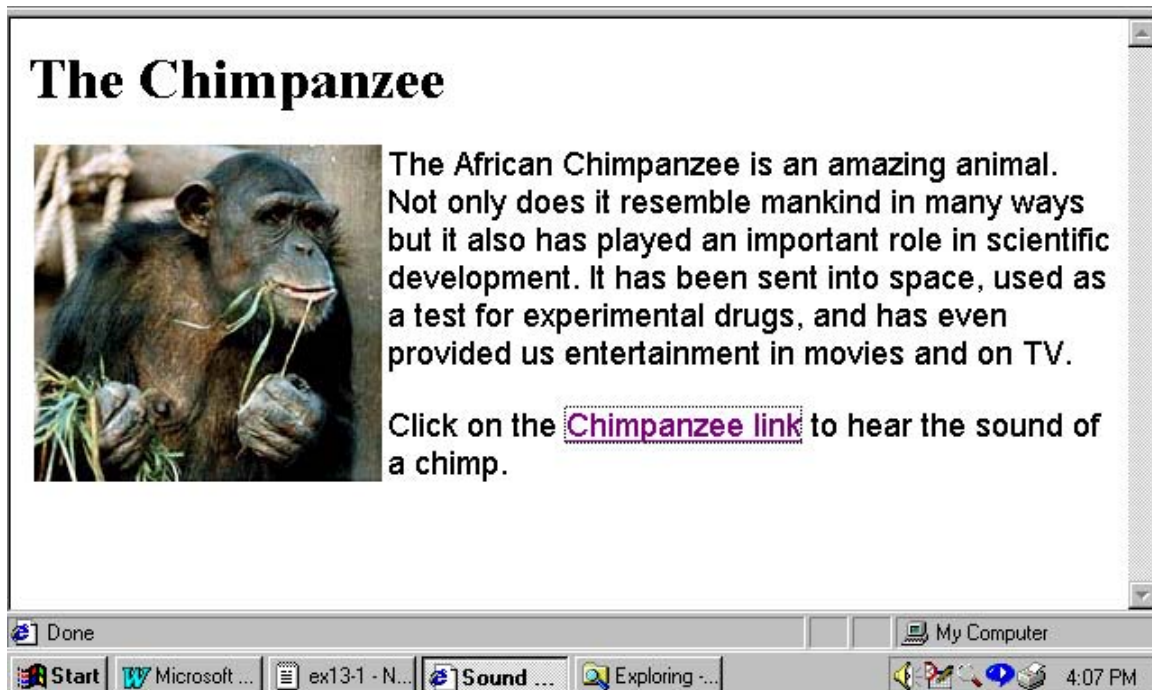 The Chimpanzee
The African Chimpanzee is an amazing animal.
Not only does it resemble mankind in many ways
but it also has played an important role in scientific
development. It has been sent into space, used as
a test for experimental drugs, and has even
provided us entertainment in movies and on TV.
Click on the Chimpanzee link to hear the sound of
a chimp.
Done
My Computer
Start
Microsoft ...
ex13-1 - N...
Sound ...
Exploring -...
4:07 PM